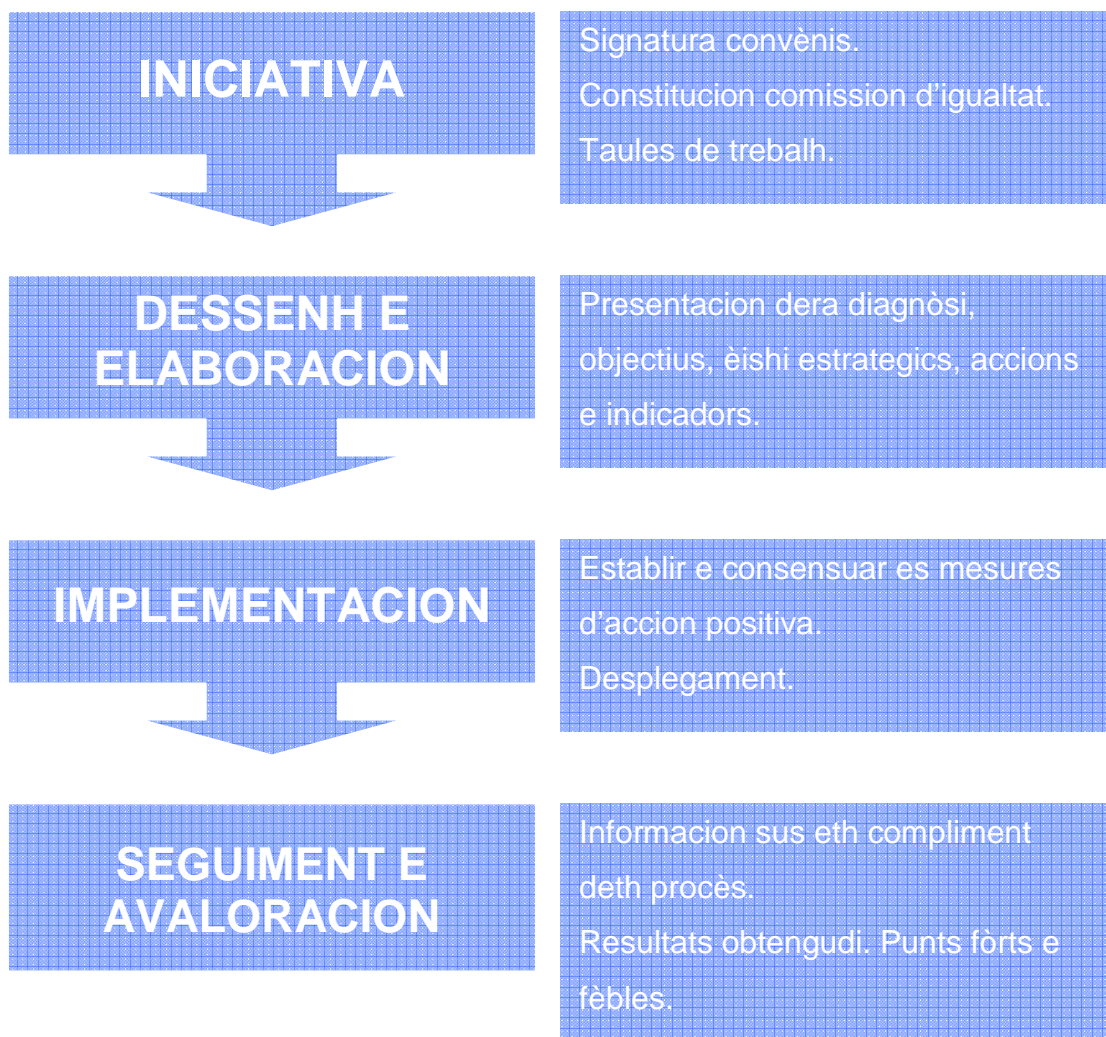 INICIATIVA
Signatura convènis.
Constitucion comission d'igualtat.
Taules de trebalh.
DESSENH E
ELABORACION
Presentacion dera diagnòsi,
objectius, èishi estrategics, accions
e indicadors.
IMPLEMENTACION
Establir e consensuar es mesures
d'accion positiva.
Desplegament.
SEGUIMENT E
AVALORACION
Informacion sus eth compliment
deth procès.
Resultats obtengudi. Punts fòrts e
fèbles.